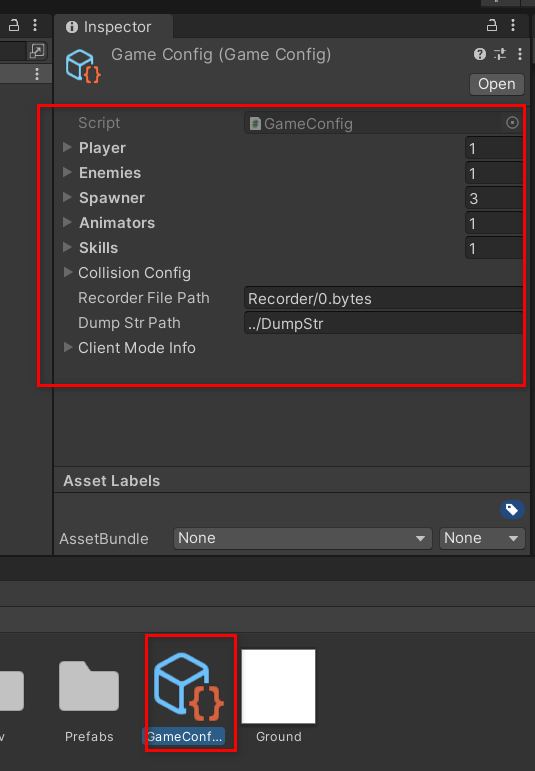 Inspector
Game Config (Game Config)
Open
Script
GameConfig
Player
1
Enemies
1
Spawner
3
Animators
1
Skills
1
Collision Config
Recorder File Path
Recorder/0.bytes
Dump Str Path
../DumpStr
Client Mode Info
Asset Labels
AssetBundle
None
None
v
Prefabs
GameConf...
Ground